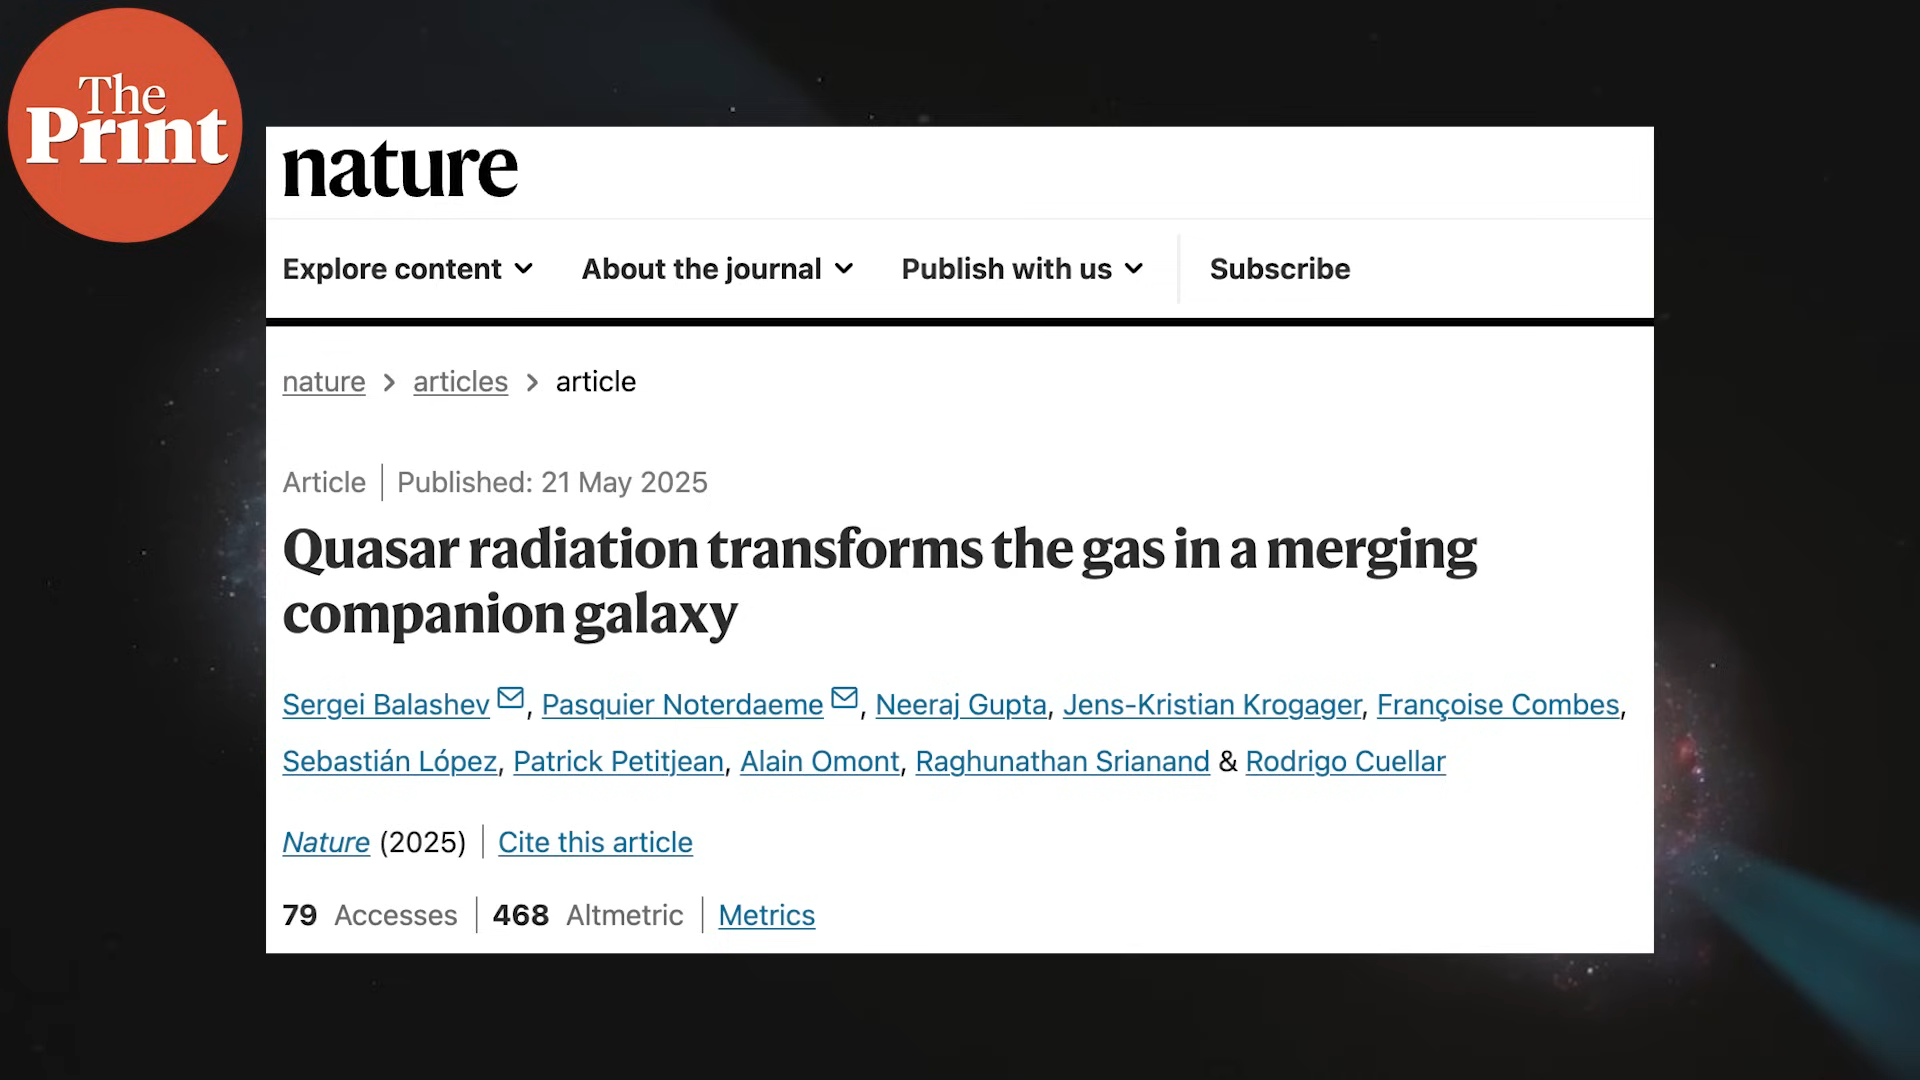 The
Print
nature
Explore content About the journal Publish with us Subscribe
nature > articles > article
Article | Published: 21 May 2025
Quasar radiation transforms the gas in a merging
companion galaxy
Sergei Balashev, Pasquier Noterdaeme, Neeraj Gupta, Jens-Kristian Krogager, Françoise Combes,
Sebastián López, Patrick Petitjean, Alain Omont, Raghunathan Srianand & Rodrigo Cuellar
Nature (2025) | Cite this article
79 Accesses | 468 Altmetric | Metrics